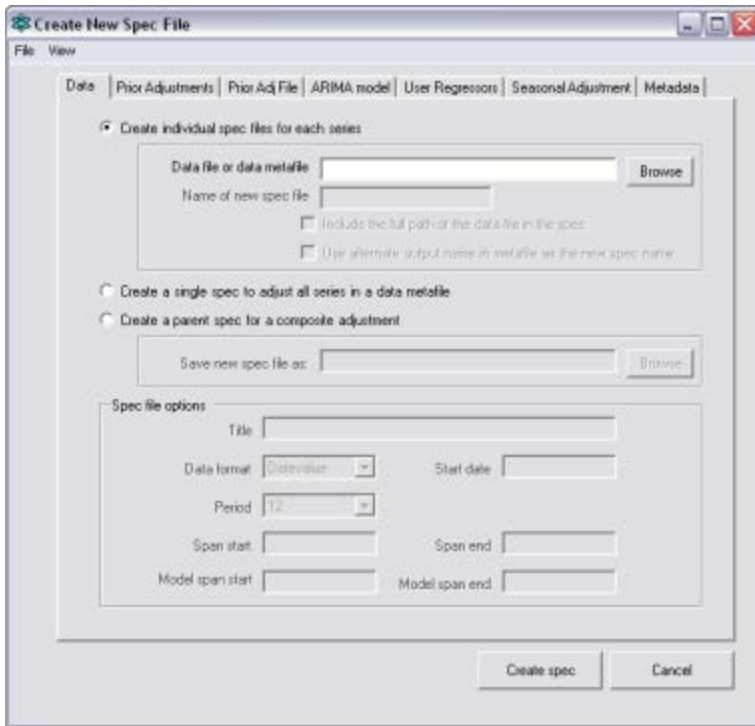 Create New Spec File
File View
Data Prior Adjustments Prior Adj File ARIMA model User Regressors Seasonal Adjustment Metadata
Create individual spec files for each series
Data file or data metafile Browse
Name of new spec file
Include the full path of the data file in the spec
Use alternate output name in metafile as the new spec name
Create a single spec to adjust all series in a data metafile
Create a parent spec for a composite adjustment
Save new spec file as: Browse
Spec file options
Title
Data format Datevalue Start date
Period 12
Span start Span end
Model span start Model span end
Create spec Cancel